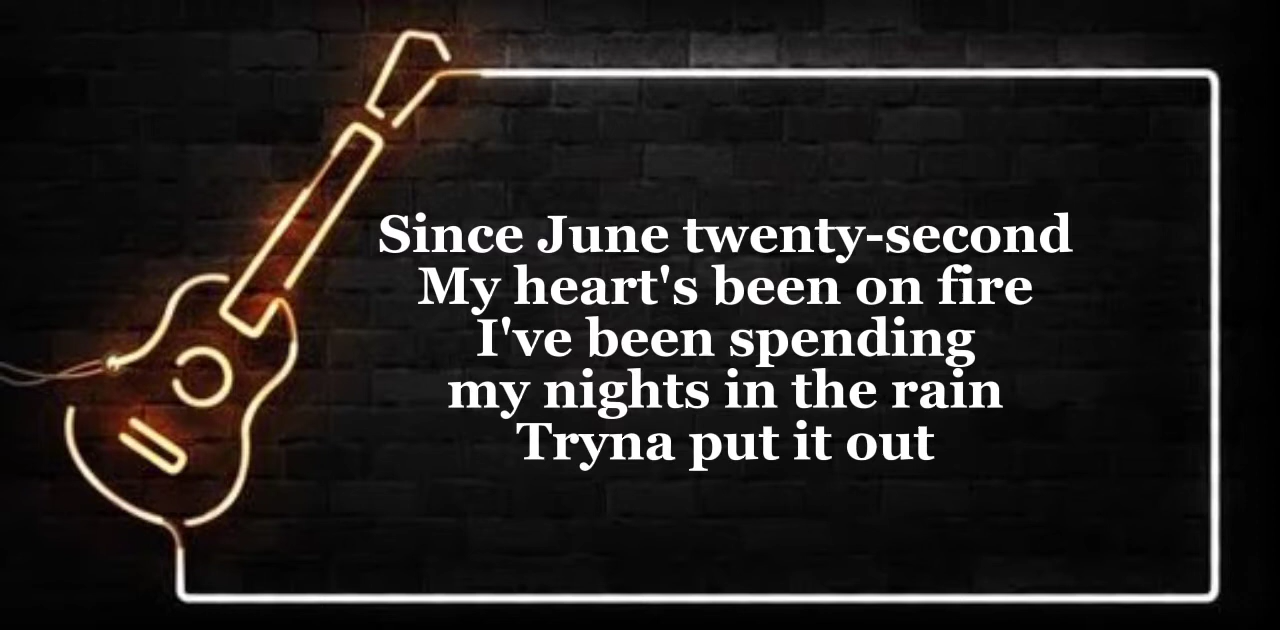 Since June twenty-second
My heart's been on fire
I've been spending
my nights in the rain
Tryna put it out